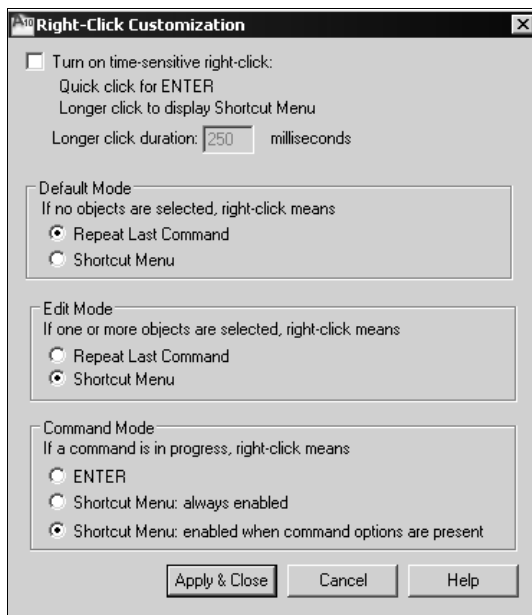 A10 Right-Click Customization
Turn on time-sensitive right-click:
Quick click for ENTER
Longer click to display Shortcut Menu
Longer click duration: 250 milliseconds
Default Mode
If no objects are selected, right-click means
Repeat Last Command
Shortcut Menu
Edit Mode
If one or more objects are selected, right-click means
Repeat Last Command
Shortcut Menu
Command Mode
If a command is in progress, right-click means
ENTER
Shortcut Menu: always enabled
Shortcut Menu: enabled when command options are present
Apply & Close Cancel Help